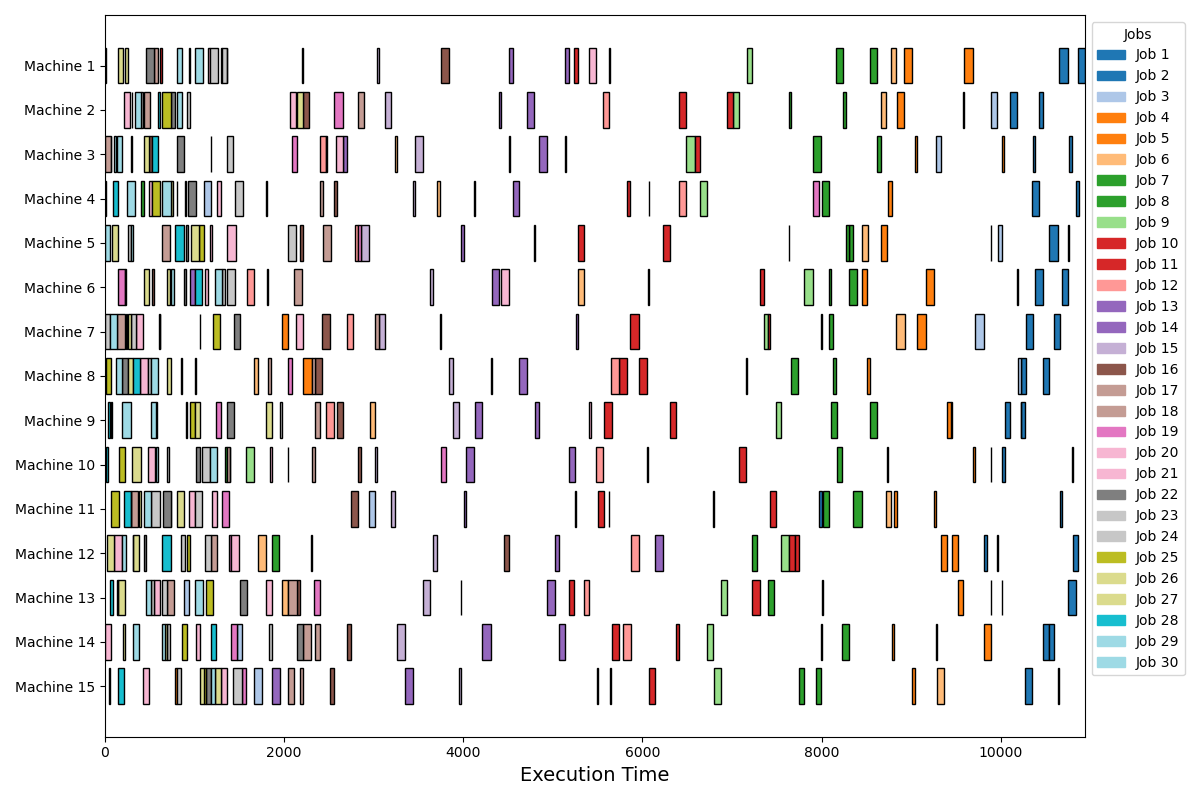 Machine 1
Machine 2
Machine 3
Machine 4
Machine 5
Machine 6
Machine 7
Machine 8
Machine 9
Machine 10
Machine 11
Machine 12
Machine 13
Machine 14
Machine 15
0 2000 4000 6000 8000 10000
Execution Time
Jobs
Job 1
Job 2
Job 3
Job 4
Job 5
Job 6
Job 7
Job 8
Job 9
Job 10
Job 11
Job 12
Job 13
Job 14
Job 15
Job 16
Job 17
Job 18
Job 19
Job 20
Job 21
Job 22
Job 23
Job 24
Job 25
Job 26
Job 27
Job 28
Job 29
Job 30